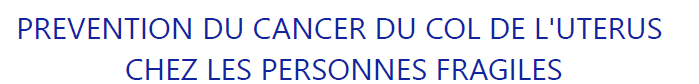 PREVENTION DU CANCER DU COL DE L'UTERUS
CHEZ LES PERSONNES FRAGILES